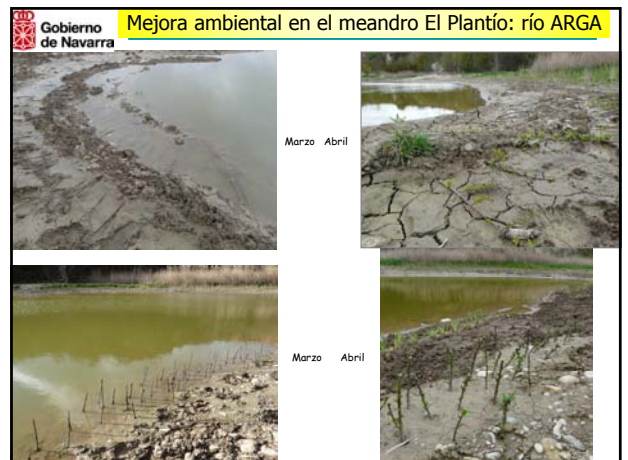 Gobierno
de Navarra
Mejora ambiental en el meandro El Plantío: río ARGA
Marzo Abril
Marzo Abril